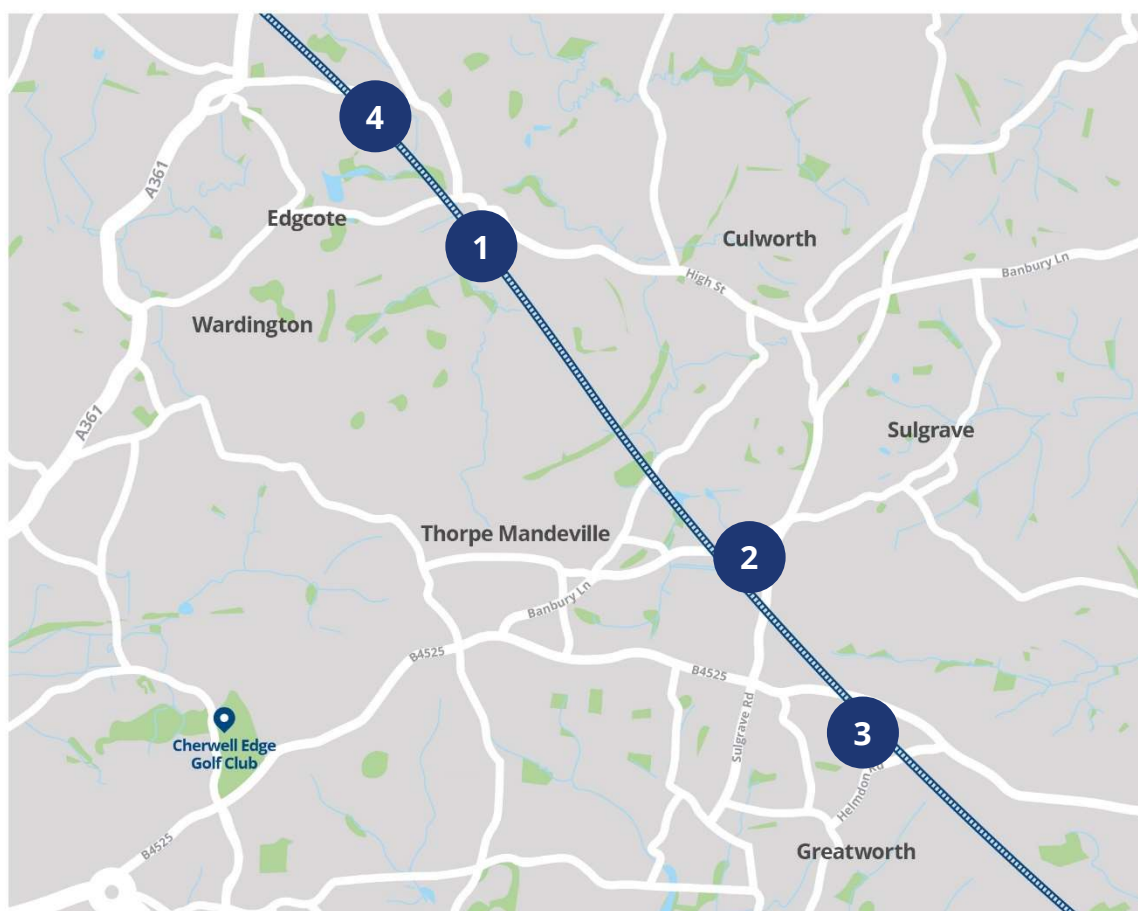 4
A361
Edgcote
1
Culworth
Banbury Ln
High St
Wardington
A361
Sulgrave
Thorpe Mandeville
2
Banbury Ln
B4525
B4525
Sulgrave Rd
3
Cherwell Edge
Golf Club
Helmdon Rd
B4525
Greatworth